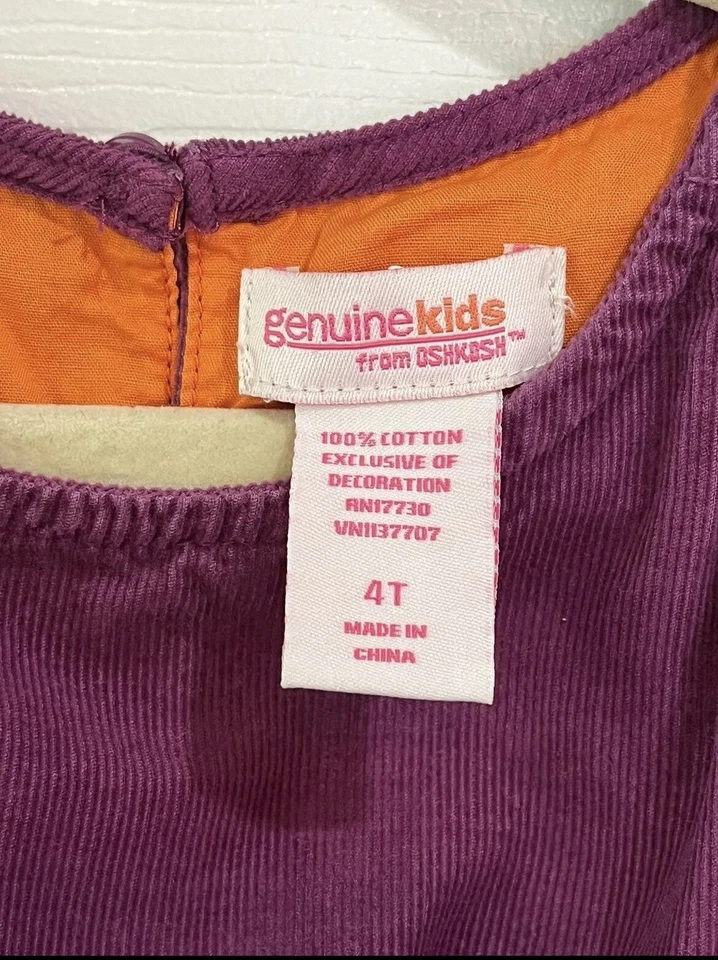 genuinekids
from OSHKOSH™
100% COTTON
EXCLUSIVE OF
DECORATION
RN17730
VN1137707
4T
MADE IN
CHINA